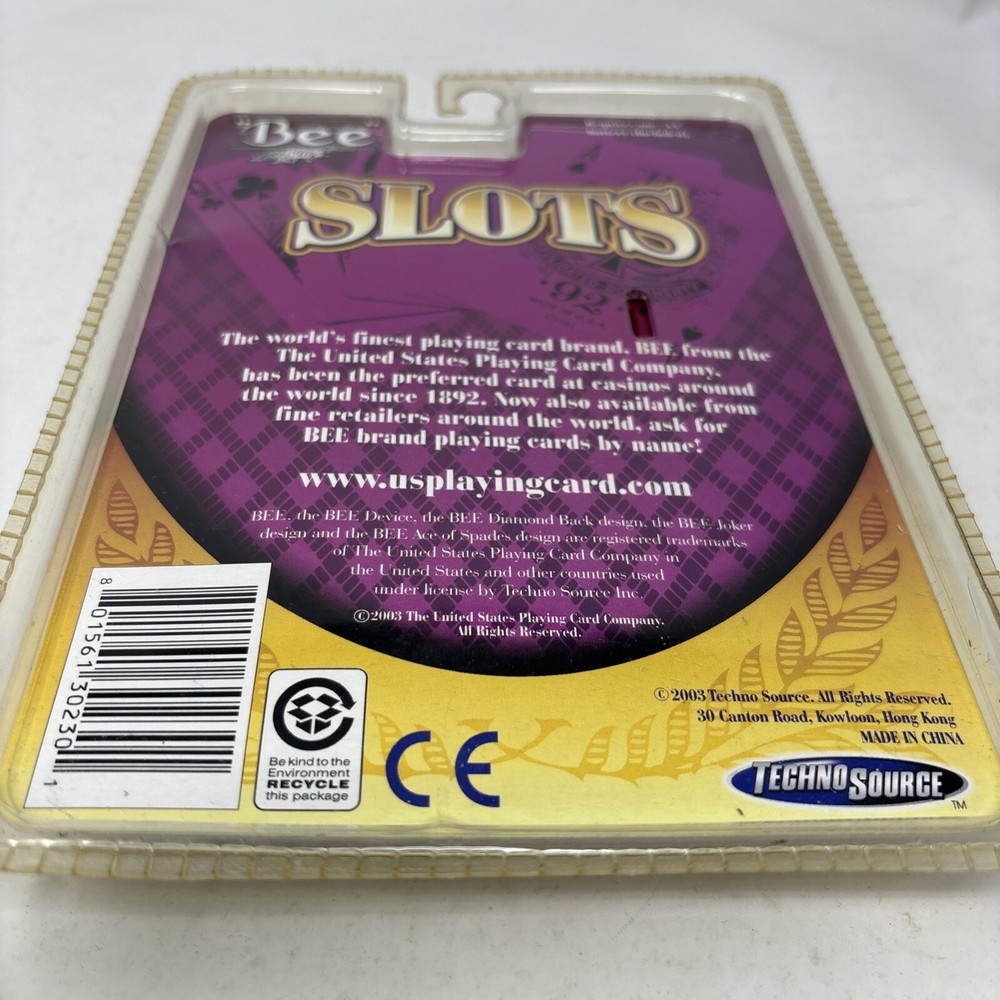 "Bee"
SLOTS
92
The world's finest playing card brand, BEE from the
The United States Playing Card Company,
has been the preferred card at casinos around
the world since 1892. Now also available from
fine retailers around the world, ask for
BEE brand playing cards by name!
www.usplayingcard.com
BEE, the BEE Device, the BEE Diamond Back design, the BEE Joker
design and the BEE Ace of Spades design are registered trademarks
of The United States Playing Card Company in
the United States and other countries used
under license by Techno Source Inc.
©2003 The United States Playing Card Company.
All Rights Reserved.
8 01561 30230 1
Be kind to the
Environment
RECYCLE
this package
CE
© 2003 Techno Source. All Rights Reserved.
30 Canton Road, Kowloon, Hong Kong
MADE IN CHINA
TECHNO SOURCE
TM